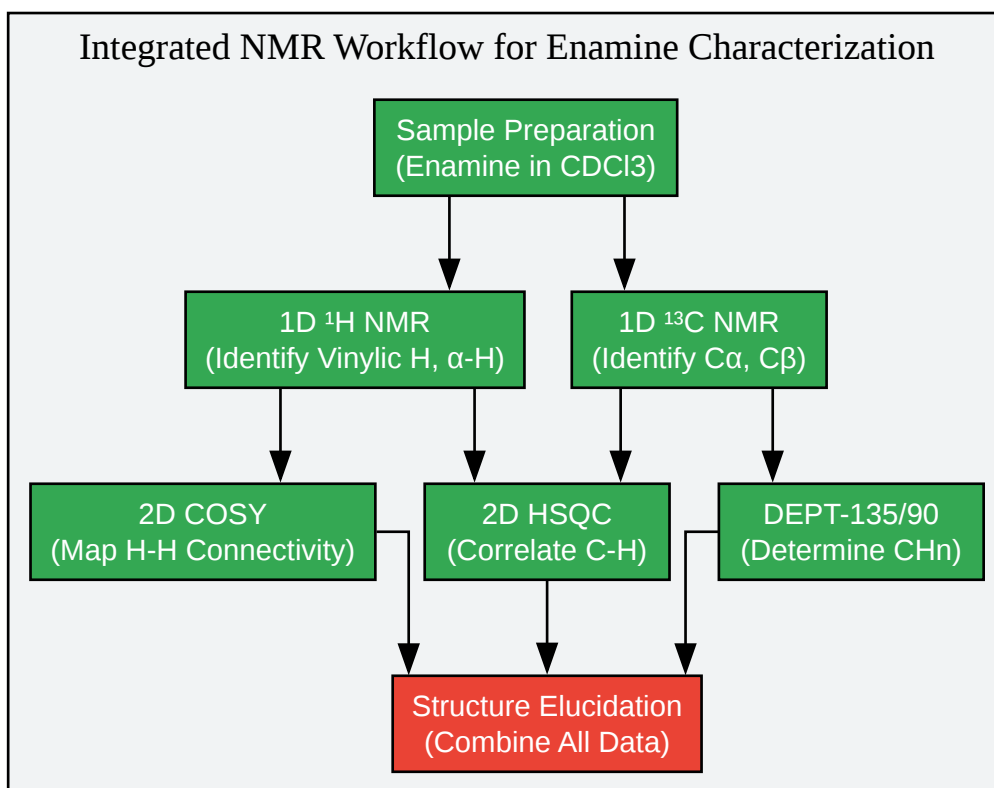 Integrated NMR Workflow for Enamine Characterization
Sample Preparation
(Enamine in CDCl3)
1D ¹H NMR
(Identify Vinylic H, α-H)
1D ¹³C NMR
(Identify Cα, Cβ)
2D COSY
(Map H-H Connectivity)
2D HSQC
(Correlate C-H)
DEPT-135/90
(Determine CHn)
Structure Elucidation
(Combine All Data)